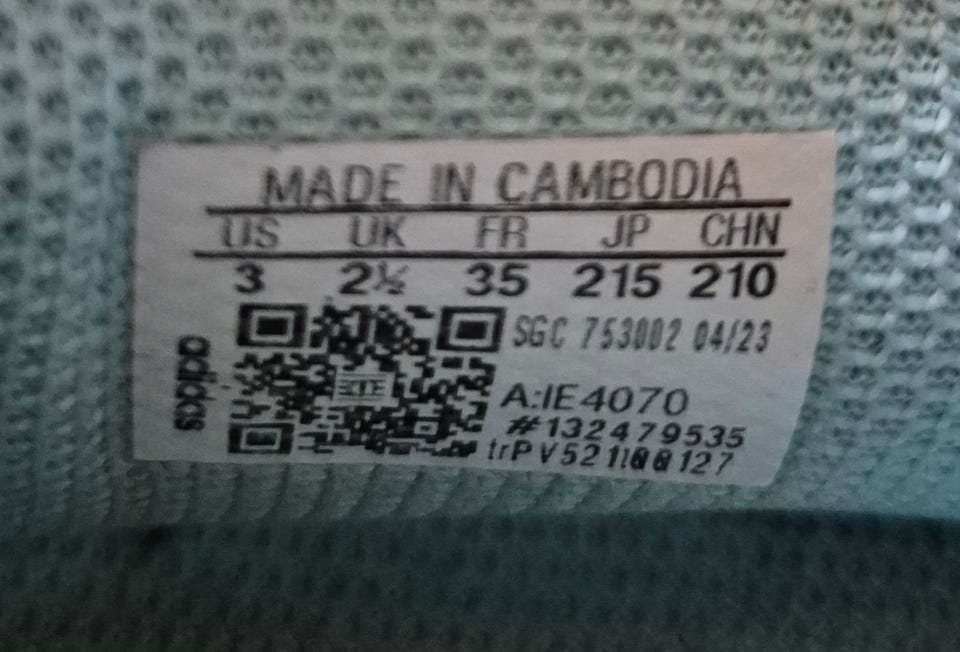 MADE IN CAMBODIA
US UK FR JP CHN
3 2½ 35 215 210
adidas
SGC 753002 04/23
A:IE4070
#132479535